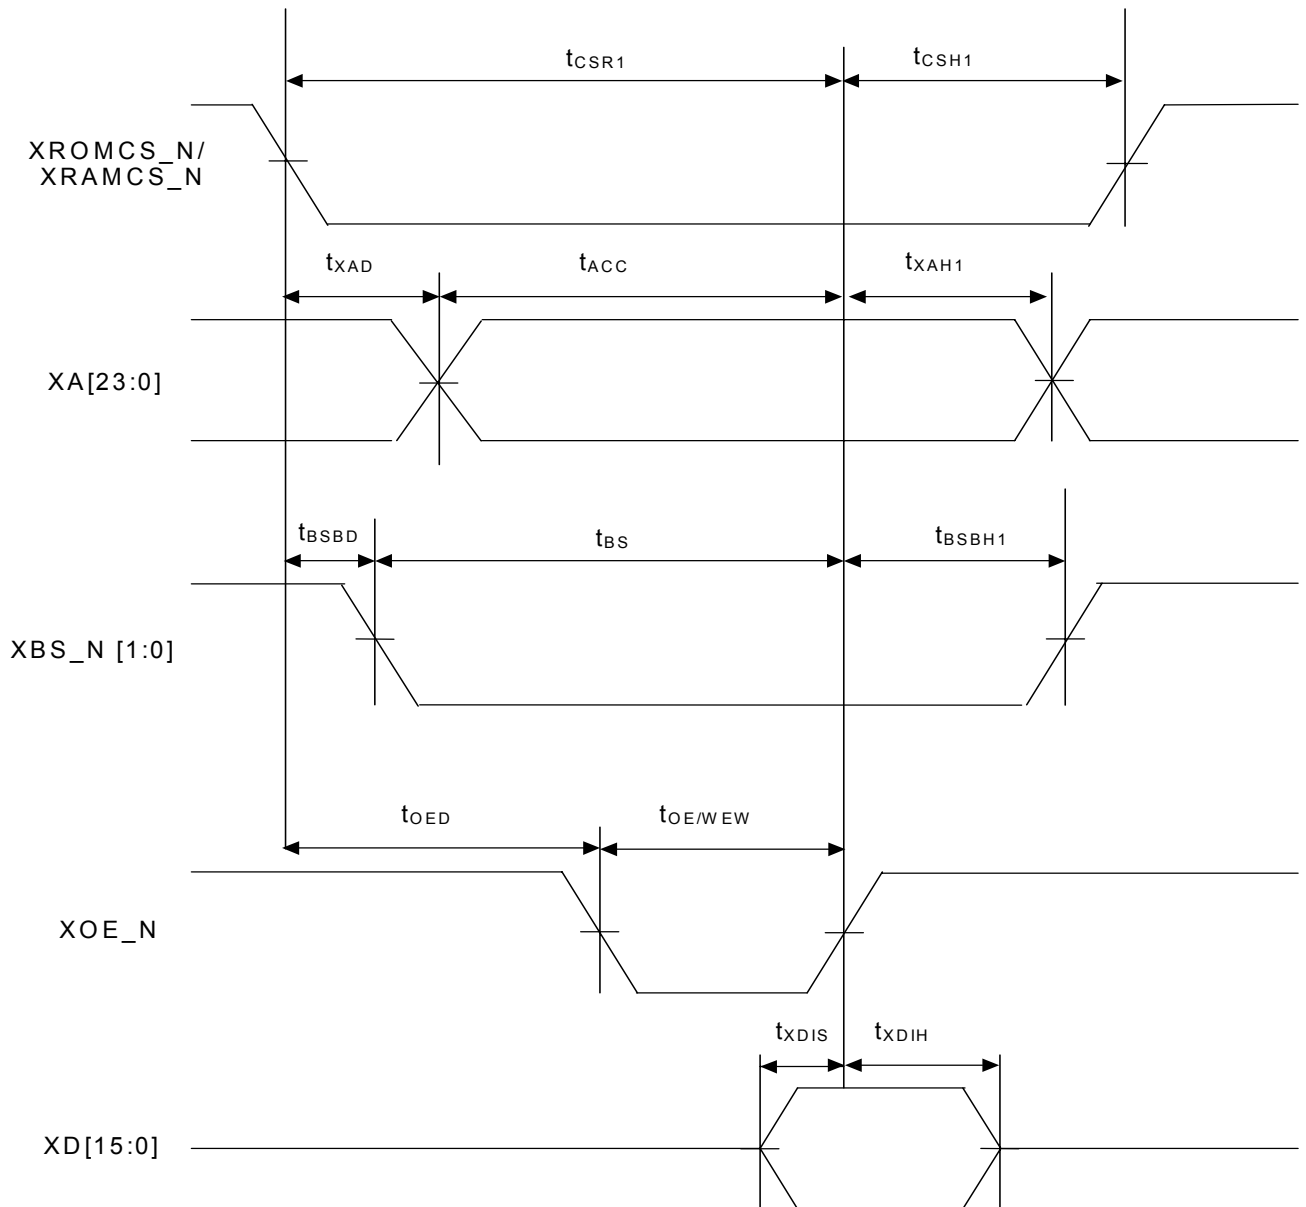 tCSR1 tCSH1
XROMCS_N/
XRAMCS_N
tXAD tACC tXAH1
XA[23:0]
tBSBD tBS tBSBH1
XBS_N [1:0]
tOED tOE/WEW
XOE_N
tXDIS tXDIH
XD[15:0]